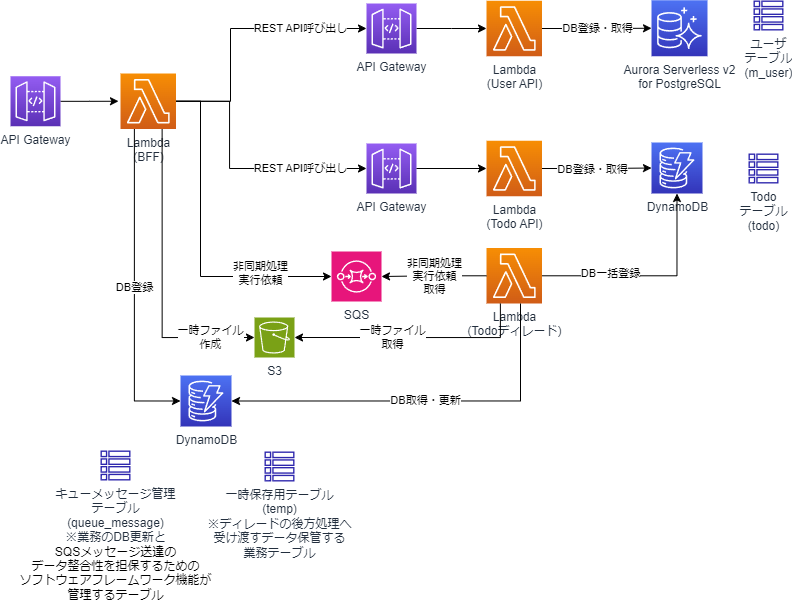 REST API呼び出し
API Gateway
Lambda
(User API)
DB登録・取得
Aurora Serverless v2
for PostgreSQL
ユーザ
テーブル
(m_user)
API Gateway
Lambda
(BFF)
REST API呼び出し
API Gateway
Lambda
(Todo API)
DB登録・取得
DynamoDB
Todo
テーブル
(todo)
DB登録
非同期処理
実行依頼
SQS
非同期処理
実行依頼
取得
Lambda
(Todoディレード)
DB一括登録
一時ファイル
作成
S3
一時ファイル
取得
DynamoDB
DB取得・更新
キューメッセージ管理
テーブル
(queue_message)
※業務のDB更新と
SQSメッセージ送達の
データ整合性を担保するための
ソフトウェアフレームワーク機能が
管理するテーブル
一時保存用テーブル
(temp)
※ディレードの後方処理へ
受け渡すデータ保管する
業務テーブル